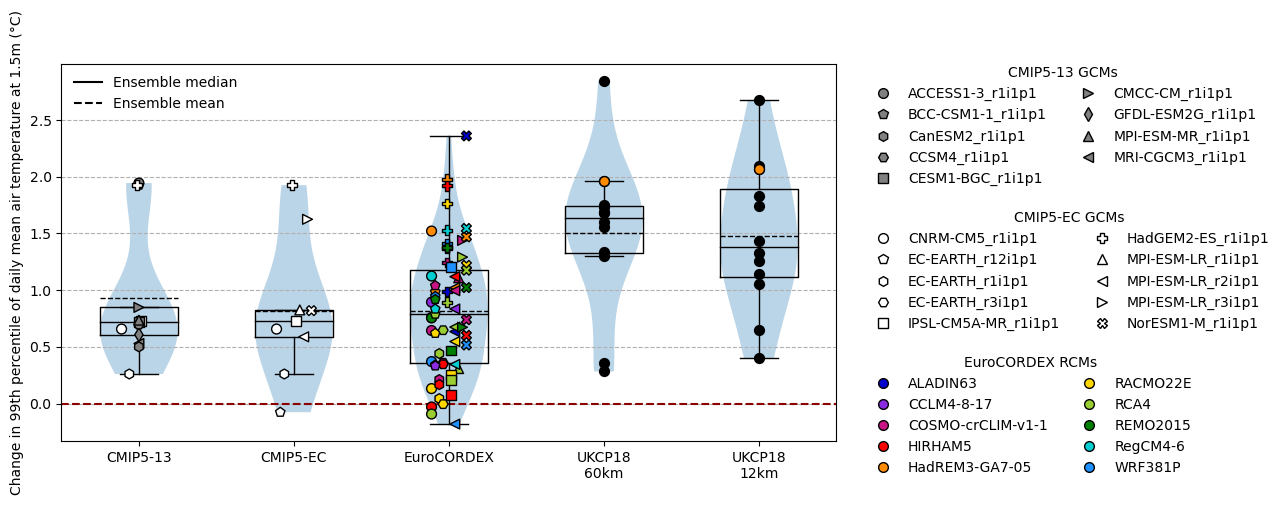 Change in 99th percentile of daily mean air temperature at 1.5m (°C)
Ensemble median
Ensemble mean
2.5
2.0
1.5
1.0
0.5
0.0
CMIP5-13
CMIP5-EC
EuroCORDEX
UKCP18
60km
UKCP18
12km
CMIP5-13 GCMs
ACCESS1-3_r1i1p1
BCC-CSM1-1_r1i1p1
CanESM2_r1i1p1
CCSM4_r1i1p1
CESM1-BGC_r1i1p1
CMCC-CM_r1i1p1
GFDL-ESM2G_r1i1p1
MPI-ESM-MR_r1i1p1
MRI-CGCM3_r1i1p1
CMIP5-EC GCMs
CNRM-CM5_r1i1p1
EC-EARTH_r12i1p1
EC-EARTH_r1i1p1
EC-EARTH_r3i1p1
IPSL-CM5A-MR_r1i1p1
HadGEM2-ES_r1i1p1
MPI-ESM-LR_r1i1p1
MPI-ESM-LR_r2i1p1
MPI-ESM-LR_r3i1p1
NorESM1-M_r1i1p1
EuroCORDEX RCMs
ALADIN63
CCLM4-8-17
COSMO-crCLIM-v1-1
HIRHAM5
HadREM3-GA7-05
RACMO22E
RCA4
REMO2015
RegCM4-6
WRF381P